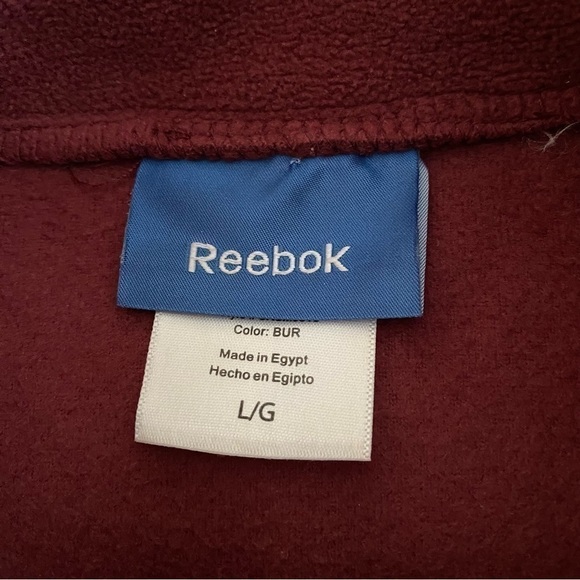 Reebok
Color: BUR
Made in Egypt
Hecho en Egipto
L/G